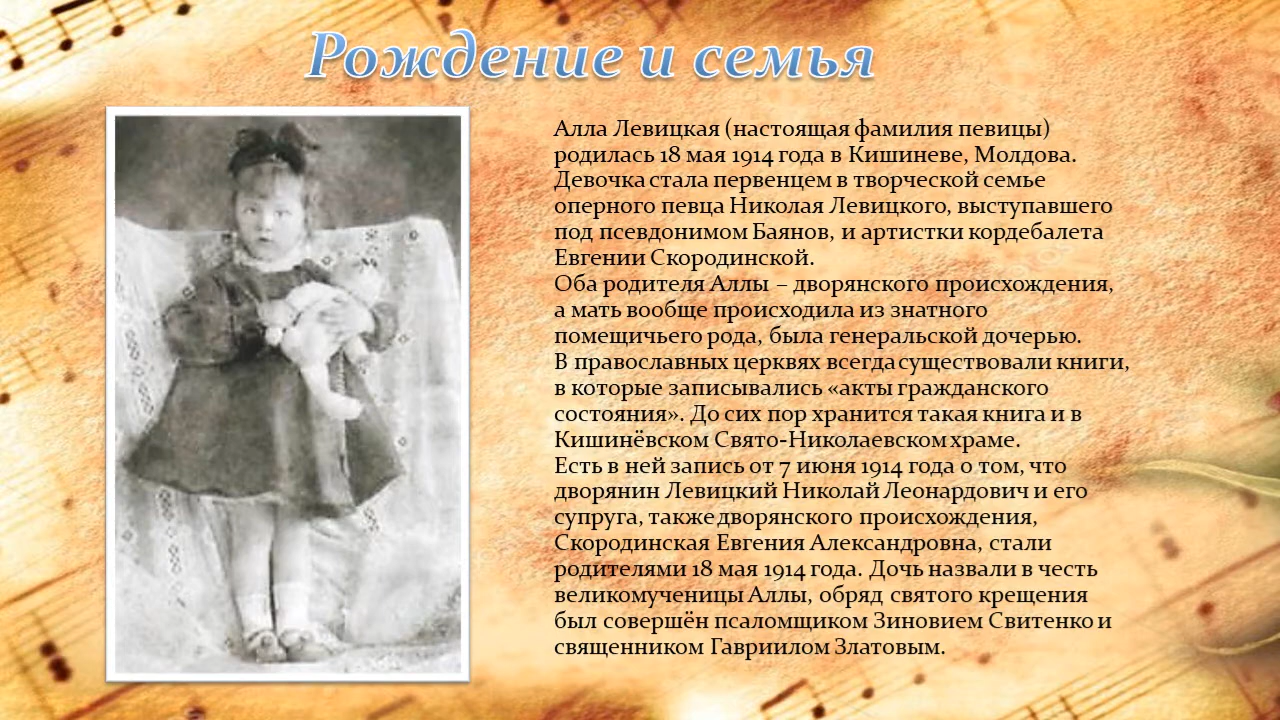 Рождение и семья
Алла Левицкая (настоящая фамилия певицы)
родилась 18 мая 1914 года в Кишиневе, Молдова.
Девочка стала первенцем в творческой семье
оперного певца Николая Левицкого, выступавшего
под псевдонимом Баянов, и артистки кордебалета
Евгении Скородинской.
Оба родителя Аллы – дворянского происхождения,
а мать вообще происходила из знатного
помещичьего рода, была генеральской дочерью.
В православных церквях всегда существовали книги,
в которые записывались «акты гражданского
состояния». До сих пор хранится такая книга и в
Кишинёвском Свято-Николаевском храме.
Есть в ней запись от 7 июня 1914 года о том, что
дворянин Левицкий Николай Леонардович и его
супруга, также дворянского происхождения,
Скородинская Евгения Александровна, стали
родителями 18 мая 1914 года. Дочь назвали в честь
великомученицы Аллы, обряд святого крещения
был совершён псаломщиком Зиновием Свитенко и
священником Гавриилом Златовым.